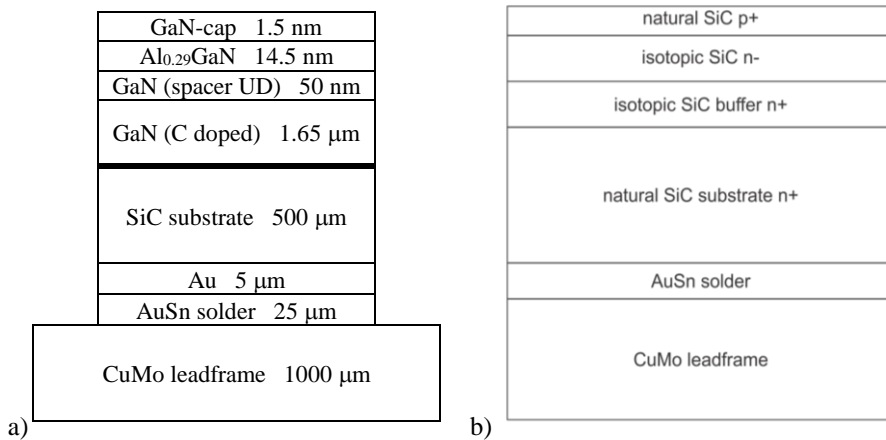 GaN-cap 1.5 nm
Al0.29GaN 14.5 nm
GaN (spacer UD) 50 nm
GaN (C doped) 1.65 μm
SiC substrate 500 μm
Au 5 μm
AuSn solder 25 μm
CuMo leadframe 1000 μm
a)
natural SiC p+
isotopic SiC n-
isotopic SiC buffer n+
natural SiC substrate n+
AuSn solder
CuMo leadframe
b)